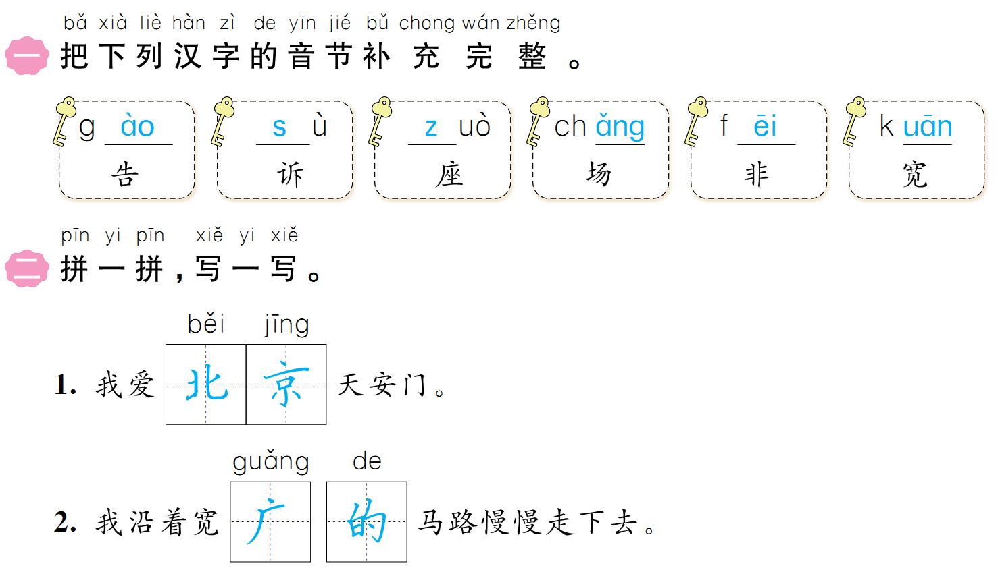 bǎ xià liè hàn zì de yīn jié bǔ chōng wán zhěng
一 把下列汉字的音节补充完整。
g ào s ù z uò ch ǎng f ēi k uān
告 诉 座 场 非 宽
pīn yi pīn xiě yi xiě
二 拼一拼,写一写。
běi jīng
1. 我爱北京天安门。
guǎng de
2. 我沿着宽广的马路慢慢走下去。